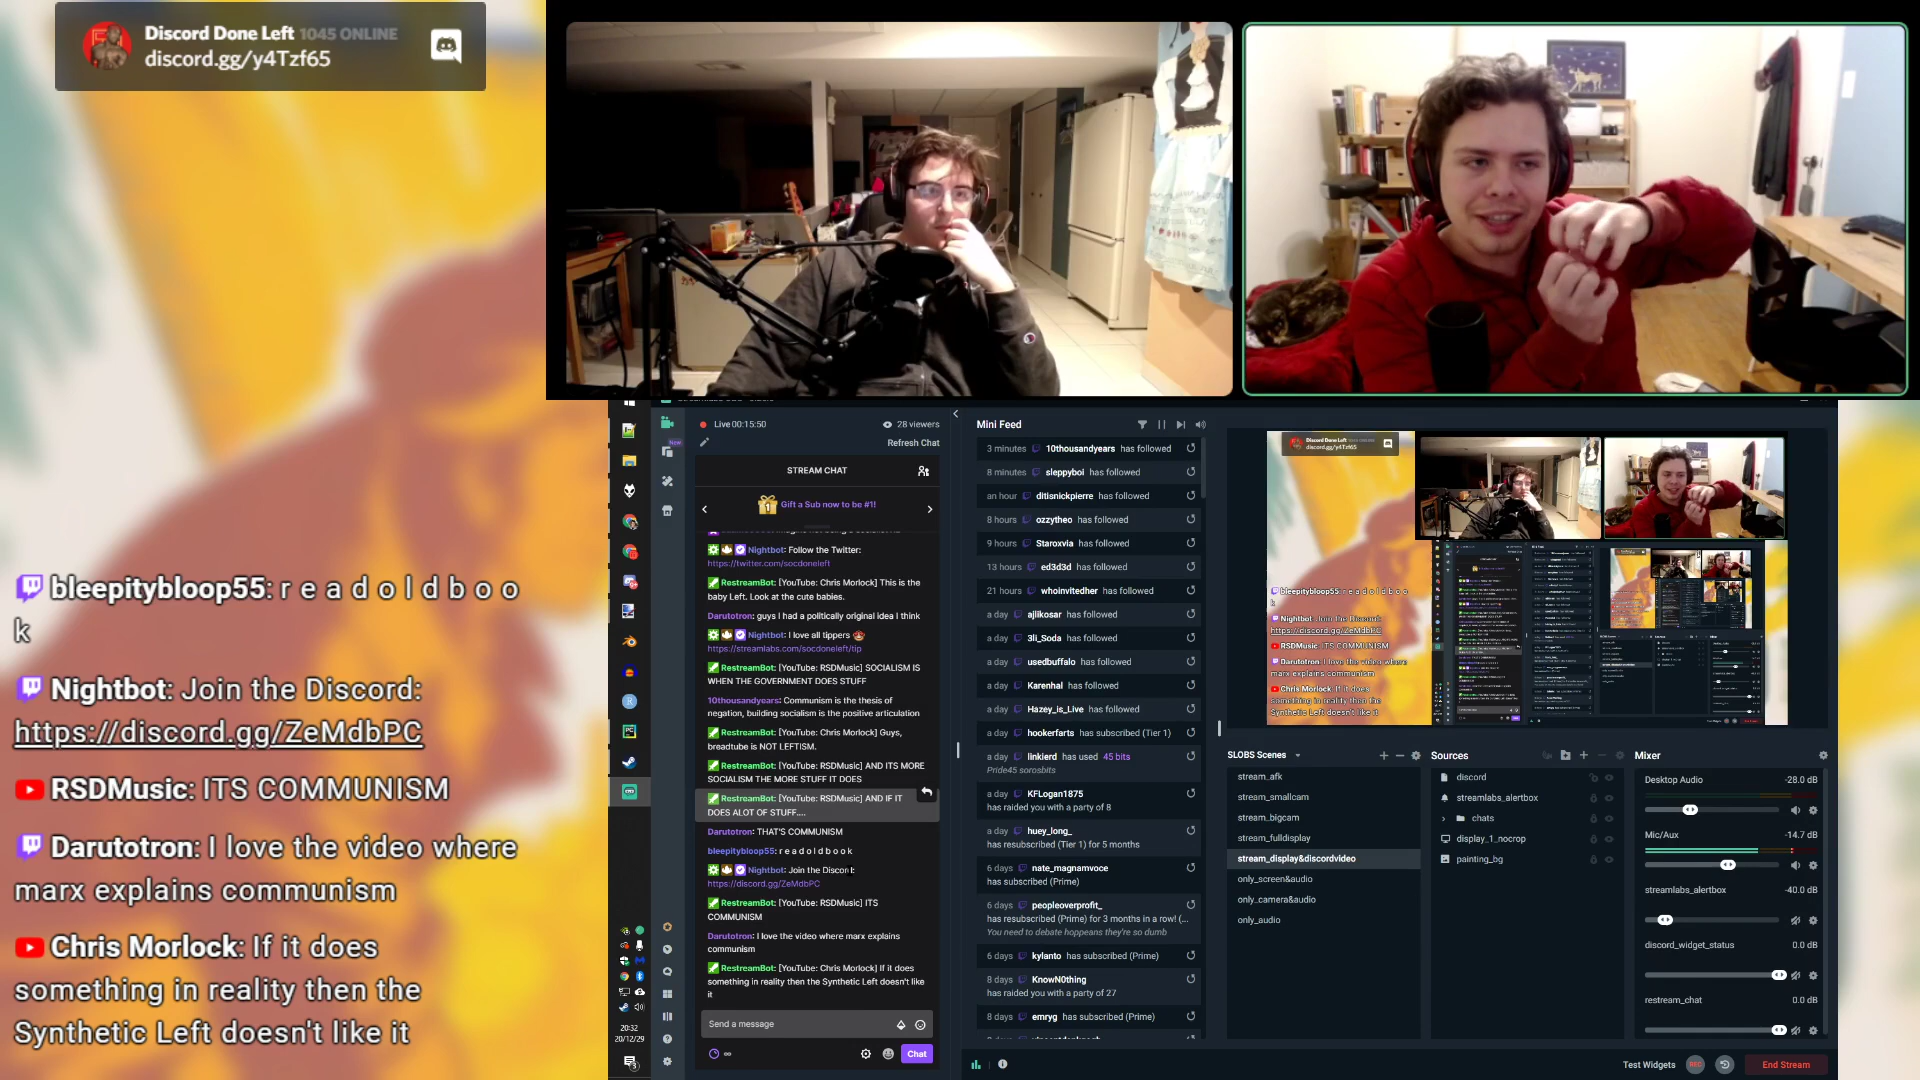 Discord Done Left 1045 ONLINE
discord.gg/y4Tzf65
bleepitybloop55: r e a d o l d b o o
k
Nightbot: Join the Discord:
https://discord.gg/ZeMdbPC
RSDMusic: ITS COMMUNISM
Darutotron: I love the video where
marx explains communism
Chris Morlock: If it does
something in reality then the
Synthetic Left doesn't like it
20:32
20/12/29
New
Live 00:15:50
28 viewers
Refresh Chat
STREAM CHAT
Gift a Sub now to be #1!
Nightbot: Follow the Twitter:
https://twitter.com/socdoneleft
RestreamBot: [YouTube: Chris Morlock] This is the
baby Left. Look at the cute babies.
Darutotron: guys I had a politically original idea I think
Nightbot: I love all tippers
https://streamlabs.com/socdoneleft/tip
RestreamBot: [YouTube: RSDMusic] SOCIALISM IS
WHEN THE GOVERNMENT DOES STUFF
10thousandyears: Communism is the thesis of
negation, building socialism is the positive articulation
RestreamBot: [YouTube: Chris Morlock] Guys,
breadtube is NOT LEFTISM.
RestreamBot: [YouTube: RSDMusic] AND ITS MORE
SOCIALISM THE MORE STUFF IT DOES
RestreamBot: [YouTube: RSDMusic] AND IF IT
DOES ALOT OF STUFF....
Darutotron: THAT'S COMMUNISM
bleepitybloop55: r e a d o l d b o o k
Nightbot: Join the Discord:
https://discord.gg/ZeMdbPC
RestreamBot: [YouTube: RSDMusic] ITS
COMMUNISM
Darutotron: I love the video where marx explains
communism
RestreamBot: [YouTube: Chris Morlock] If it does
something in reality then the Synthetic Left doesn't like
it
Send a message
Chat
Mini Feed
3 minutes 10thousandyears has followed
8 minutes sleppyboi has followed
an hour ditisnickpierre has followed
8 hours ozzytheo has followed
9 hours Staroxvia has followed
13 hours ed3d3d has followed
21 hours whoinvitedher has followed
a day ajlikosar has followed
a day 3li_Soda has followed
a day usedbuffalo has followed
a day Karenhal has followed
a day Hazey_is_Live has followed
a day hookerfarts has subscribed (Tier 1)
a day linkierd has used 45 bits
Pride45 sorosbits
a day KFLogan1875
has raided you with a party of 8
a day huey_long_
has resubscribed (Tier 1) for 5 months
6 days nate_magnamvoce
has subscribed (Prime)
6 days peopleoverprofit_
has resubscribed (Prime) for 3 months in a row! (...
You need to debate hoppeans they're so dumb
6 days kylanto has subscribed (Prime)
8 days KnowN0thing
has raided you with a party of 27
8 days emryg has subscribed (Prime)
SLOBS Scenes
stream_afk
stream_smallcam
stream_bigcam
stream_fulldisplay
stream_display&discordvideo
only_screen&audio
only_camera&audio
only_audio
Sources
discord
streamlabs_alertbox
chats
display_1_nocrop
painting_bg
Mixer
Desktop Audio -28.0 dB
Mic/Aux -14.7 dB
streamlabs_alertbox -40.0 dB
discord_widget_status 0.0 dB
restream_chat 0.0 dB
Test Widgets
REC
End Stream